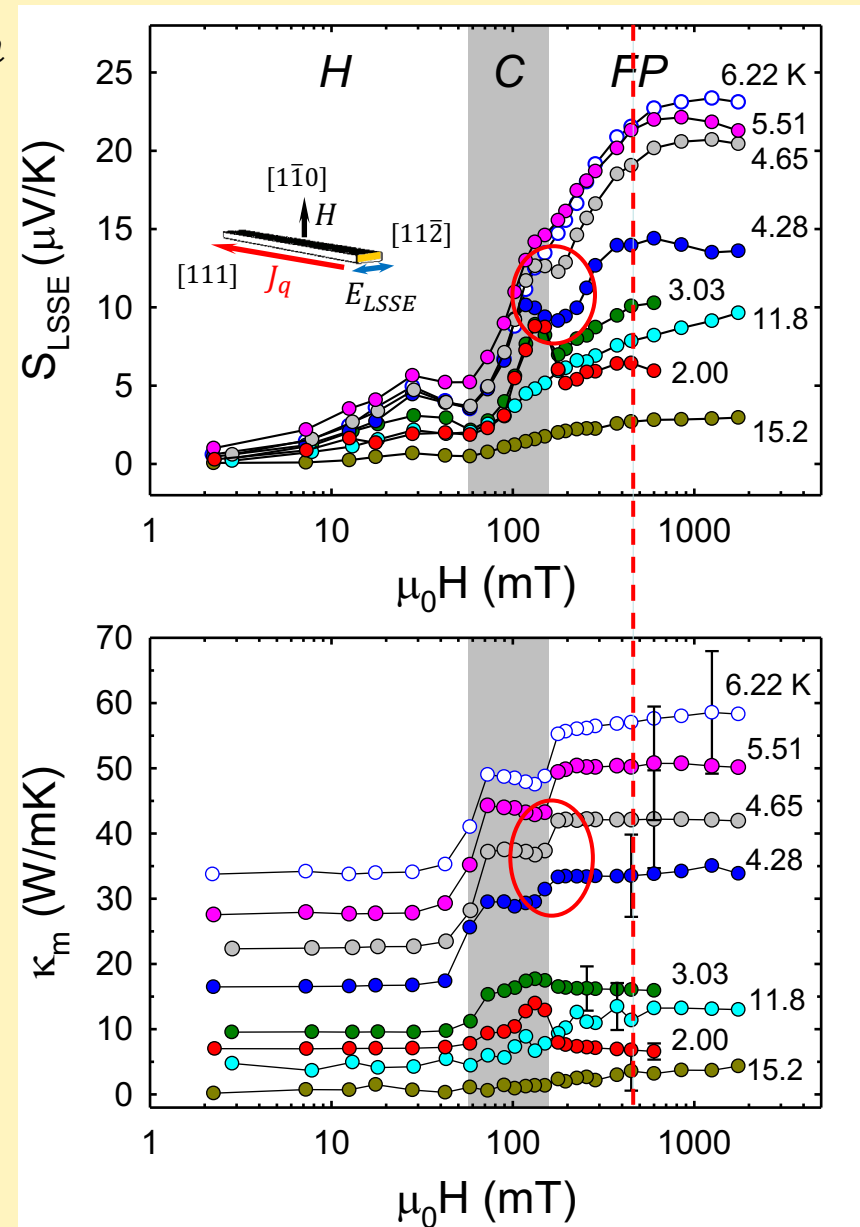 H C FP
25
20
15
10
5
0
S_LSSE (μV/K)
6.22 K
5.51
4.65
4.28
3.03
11.8
2.00
15.2
[11̅0]
H
[112̅]
[111]
J_q
E_LSSE
1 10 100 1000
μ₀H (mT)
70
60
50
40
30
20
10
0
κ_m (W/mK)
6.22 K
5.51
4.65
4.28
3.03
11.8
2.00
15.2
1 10 100 1000
μ₀H (mT)